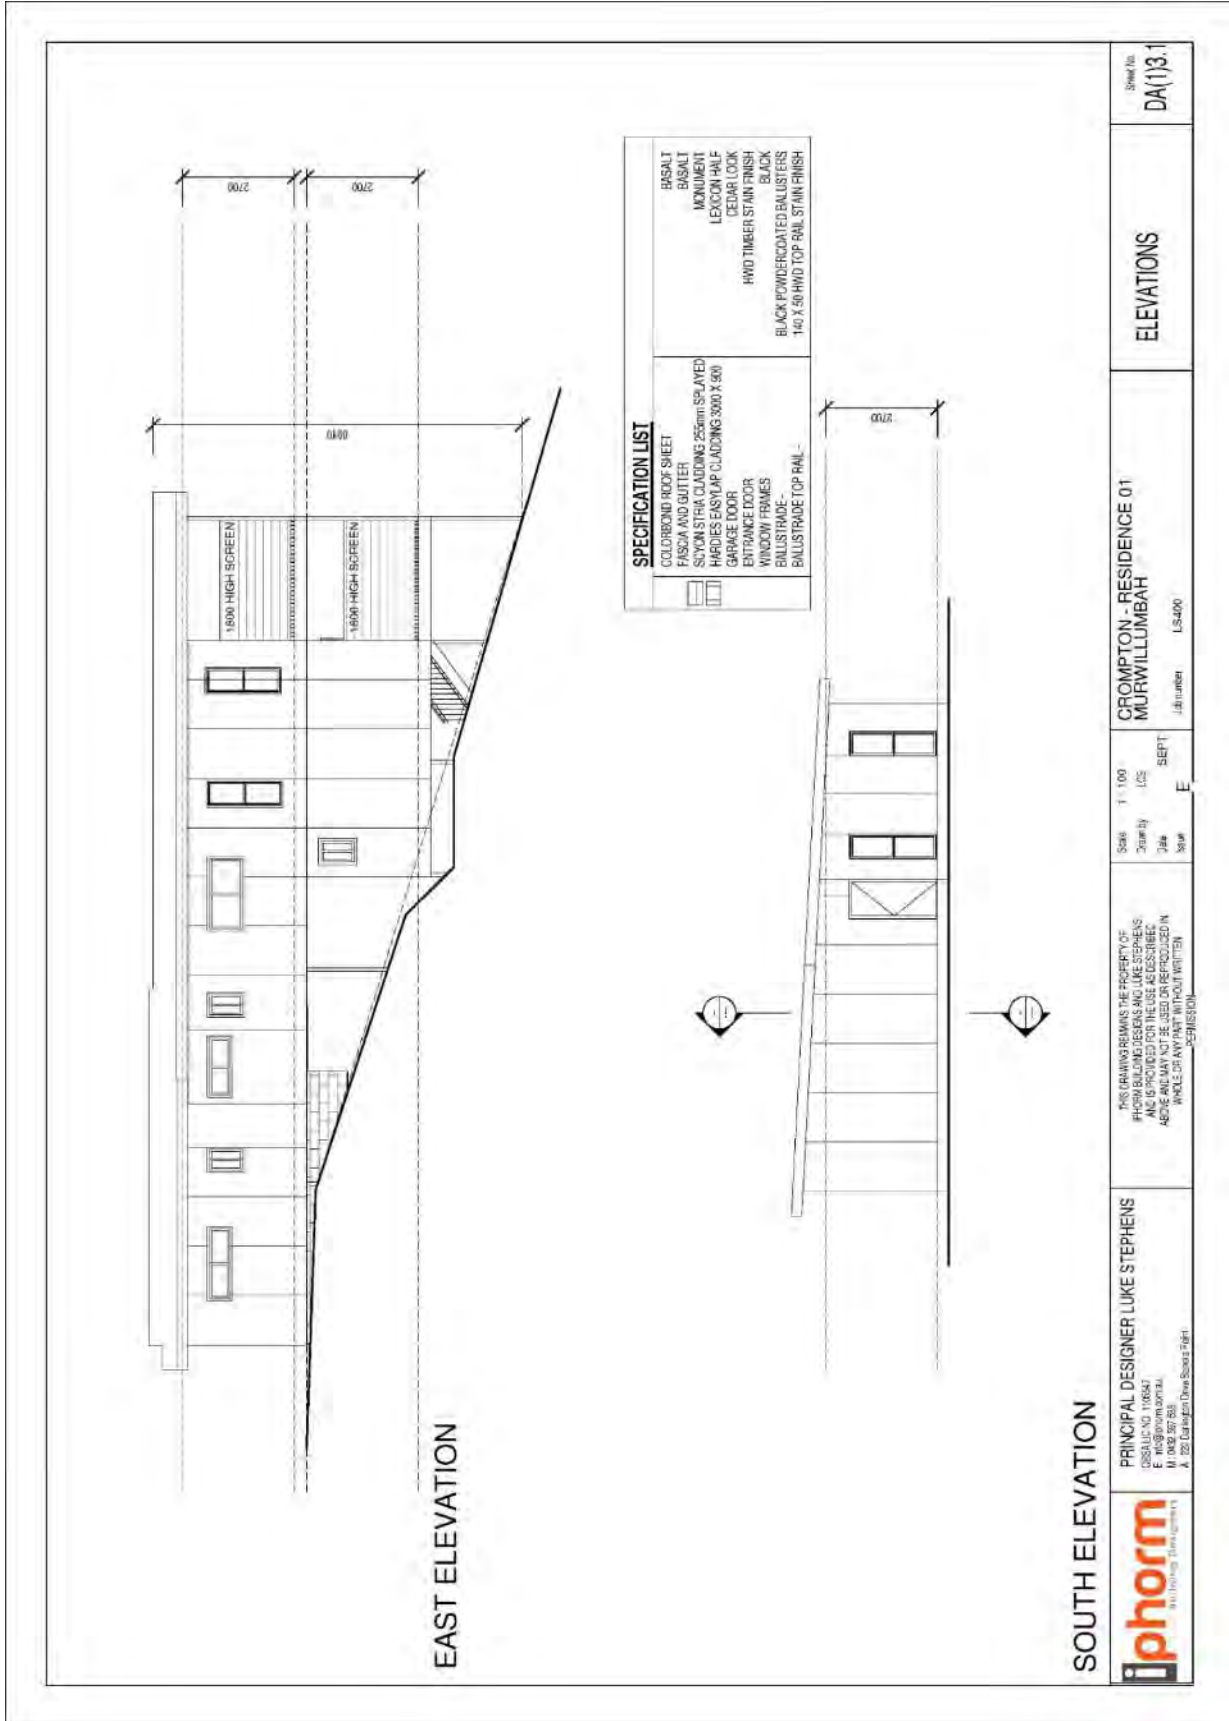 2700
2700
1800 HIGH SCREEN
1800 HIGH SCREEN
EAST ELEVATION
SPECIFICATION LIST
COLORBOND ROOF SHEET BASALT
FASCIA AND GUTTER BASALT
SCYON STRIA CLADDING 255mm SPLAYED MONUMENT
HARDIES EASYLAP CLADDING 3000 X 900 LEXICON HALF
GARAGE DOOR CEDAR LOOK
ENTRANCE DOOR HWD TIMBER STAIN FINISH
WINDOW FRAMES BLACK
BALUSTRADE - BLACK POWDERCOATED BALUSTERS
BALUSTRADE TOP RAIL - 140 X 50 HWD TOP RAIL STAIN FINISH
2700
SOUTH ELEVATION
iphorm
Building Designers
PRINCIPAL DESIGNER LUKE STEPHENS
THIS DRAWING REMAINS THE PROPERTY OF
IPHORM BUILDING DESIGNS AND LUKE STEPHENS
AND IS PROVIDED FOR THE USE AS DESCRIBED
ABOVE AND MAY NOT BE USED OR REPRODUCED IN
WHOLE OR ANY PART WITHOUT WRITTEN
PERMISSION
Scale 1:100
Drawn by LCS
Date SEPT
Issue E
CROMPTON - RESIDENCE 01
MURWILLUMBAH
Job number LS400
ELEVATIONS
Sheet No.
DA(1)3.1